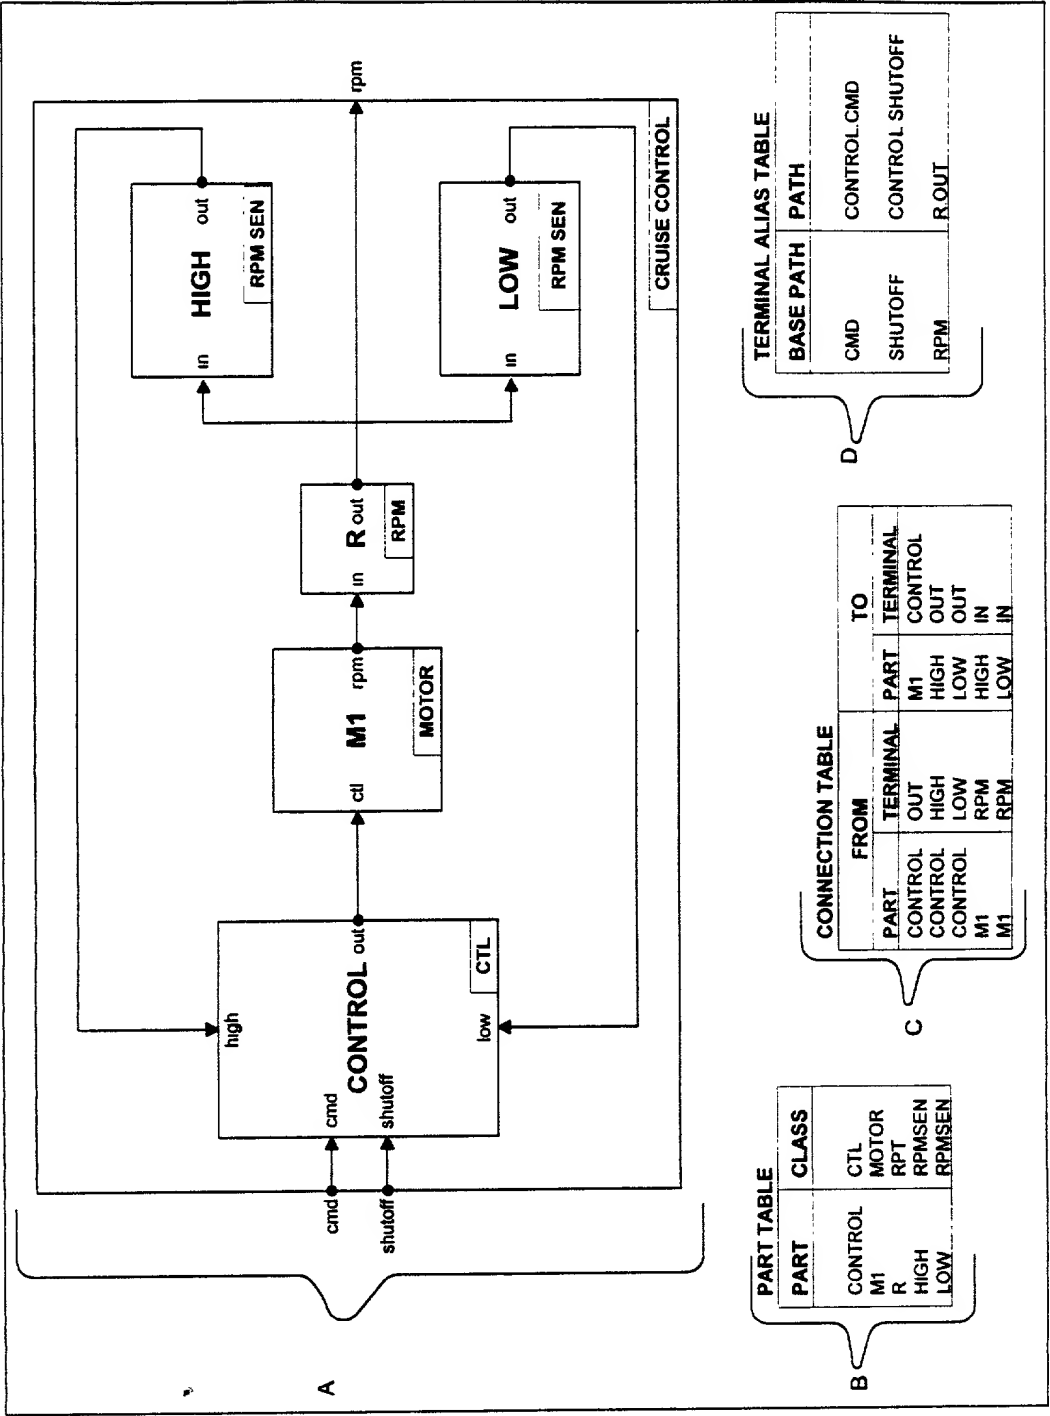 A
cmd
shutoff
cmd
shutoff
high
CONTROL
out
low
CTL
ctl
M1
rpm
MOTOR
in
R
out
RPM
in
HIGH
out
RPM SEN
in
LOW
out
RPM SEN
rpm
CRUISE CONTROL
B
PART TABLE
PART CLASS
CONTROL CTL
M1 MOTOR
R RPT
HIGH RPMSEN
LOW RPMSEN
C
CONNECTION TABLE
FROM TO
PART TERMINAL PART TERMINAL
CONTROL OUT M1 CONTROL
CONTROL HIGH HIGH OUT
CONTROL LOW LOW OUT
M1 RPM HIGH IN
M1 RPM LOW IN
D
TERMINAL ALIAS TABLE
BASE PATH PATH
CMD CONTROL.CMD
SHUTOFF CONTROL SHUTOFF
RPM R.OUT